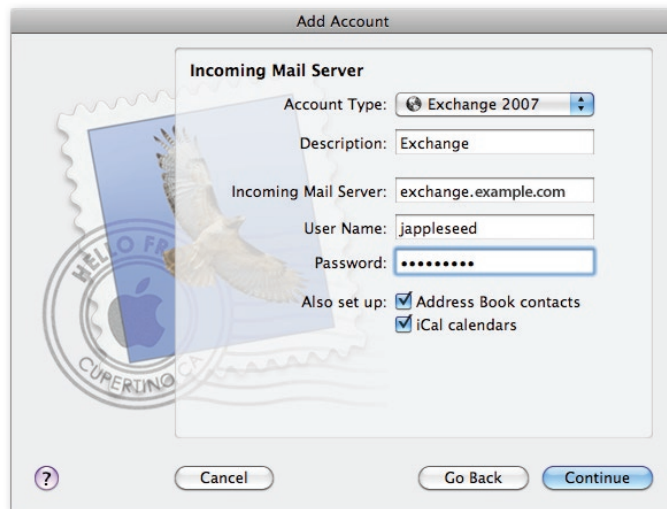 Add Account
Incoming Mail Server
Account Type: Exchange 2007
Description: Exchange
Incoming Mail Server: exchange.example.com
User Name: jappleseed
Password: •••••••••
Also set up: Address Book contacts
iCal calendars
HELLO FR
CUPERTINO CA
? Cancel Go Back Continue